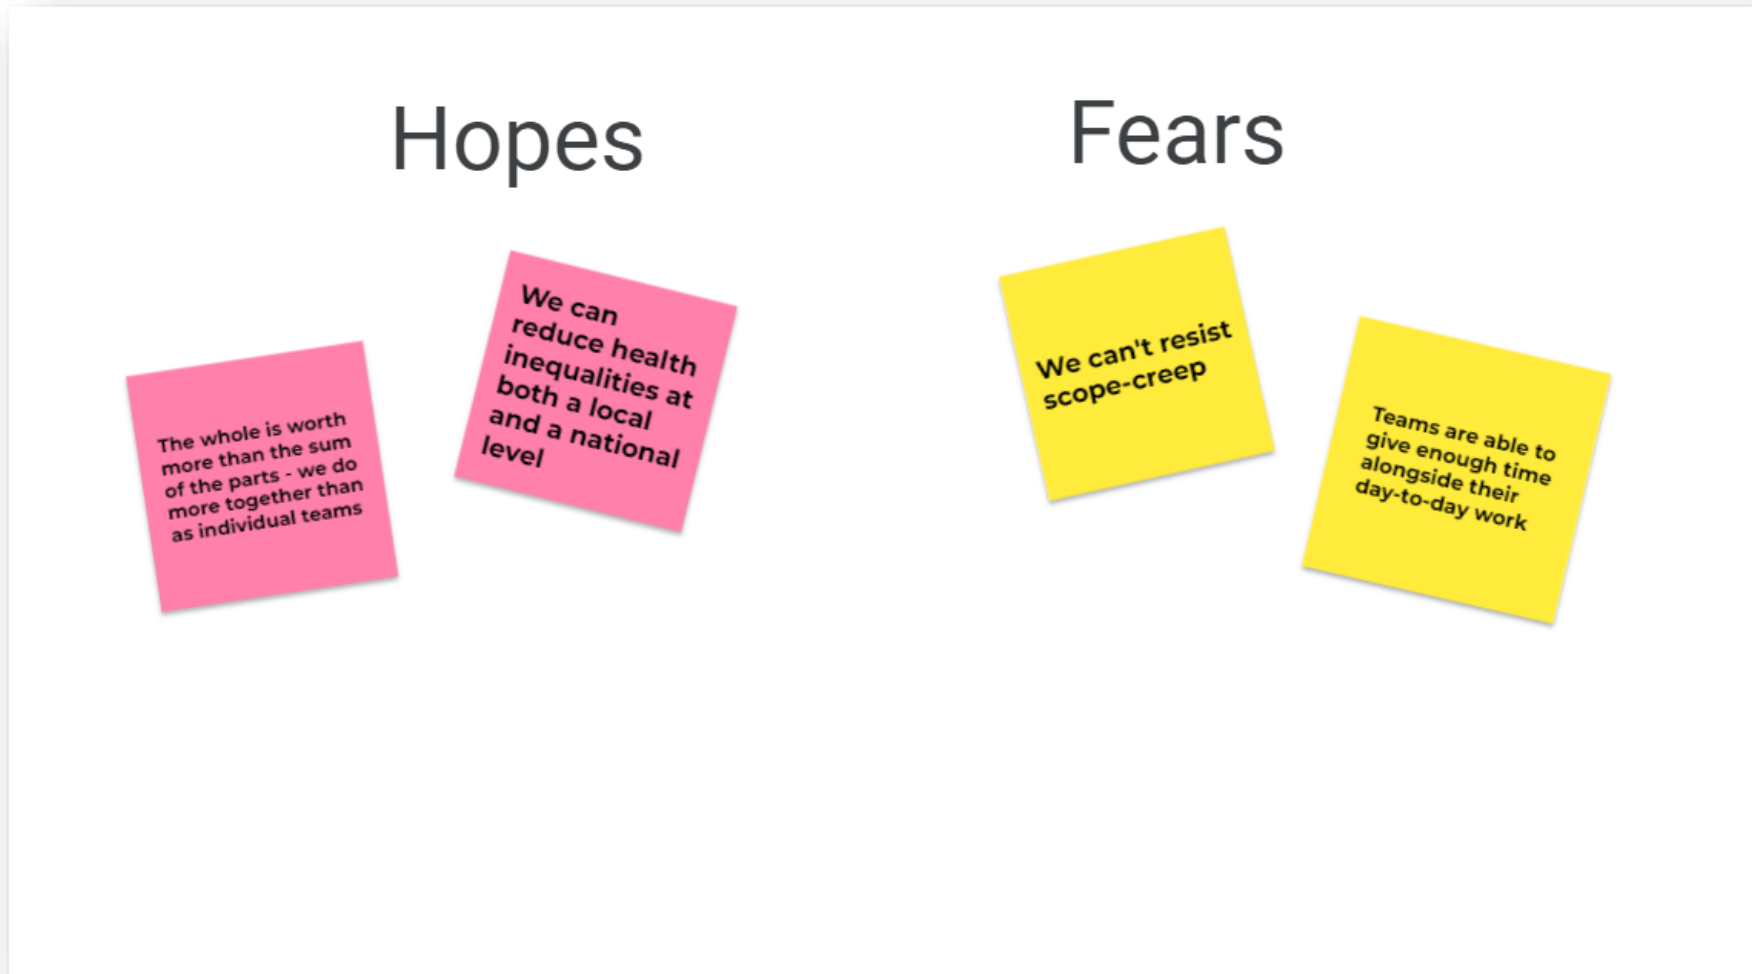 Hopes
Fears
The whole is worth
more than the sum
of the parts - we do
more together than
as individual teams
We can
reduce health
inequalities at
both a local
and a national
level
We can't resist
scope-creep
Teams are able to
give enough time
alongside their
day-to-day work